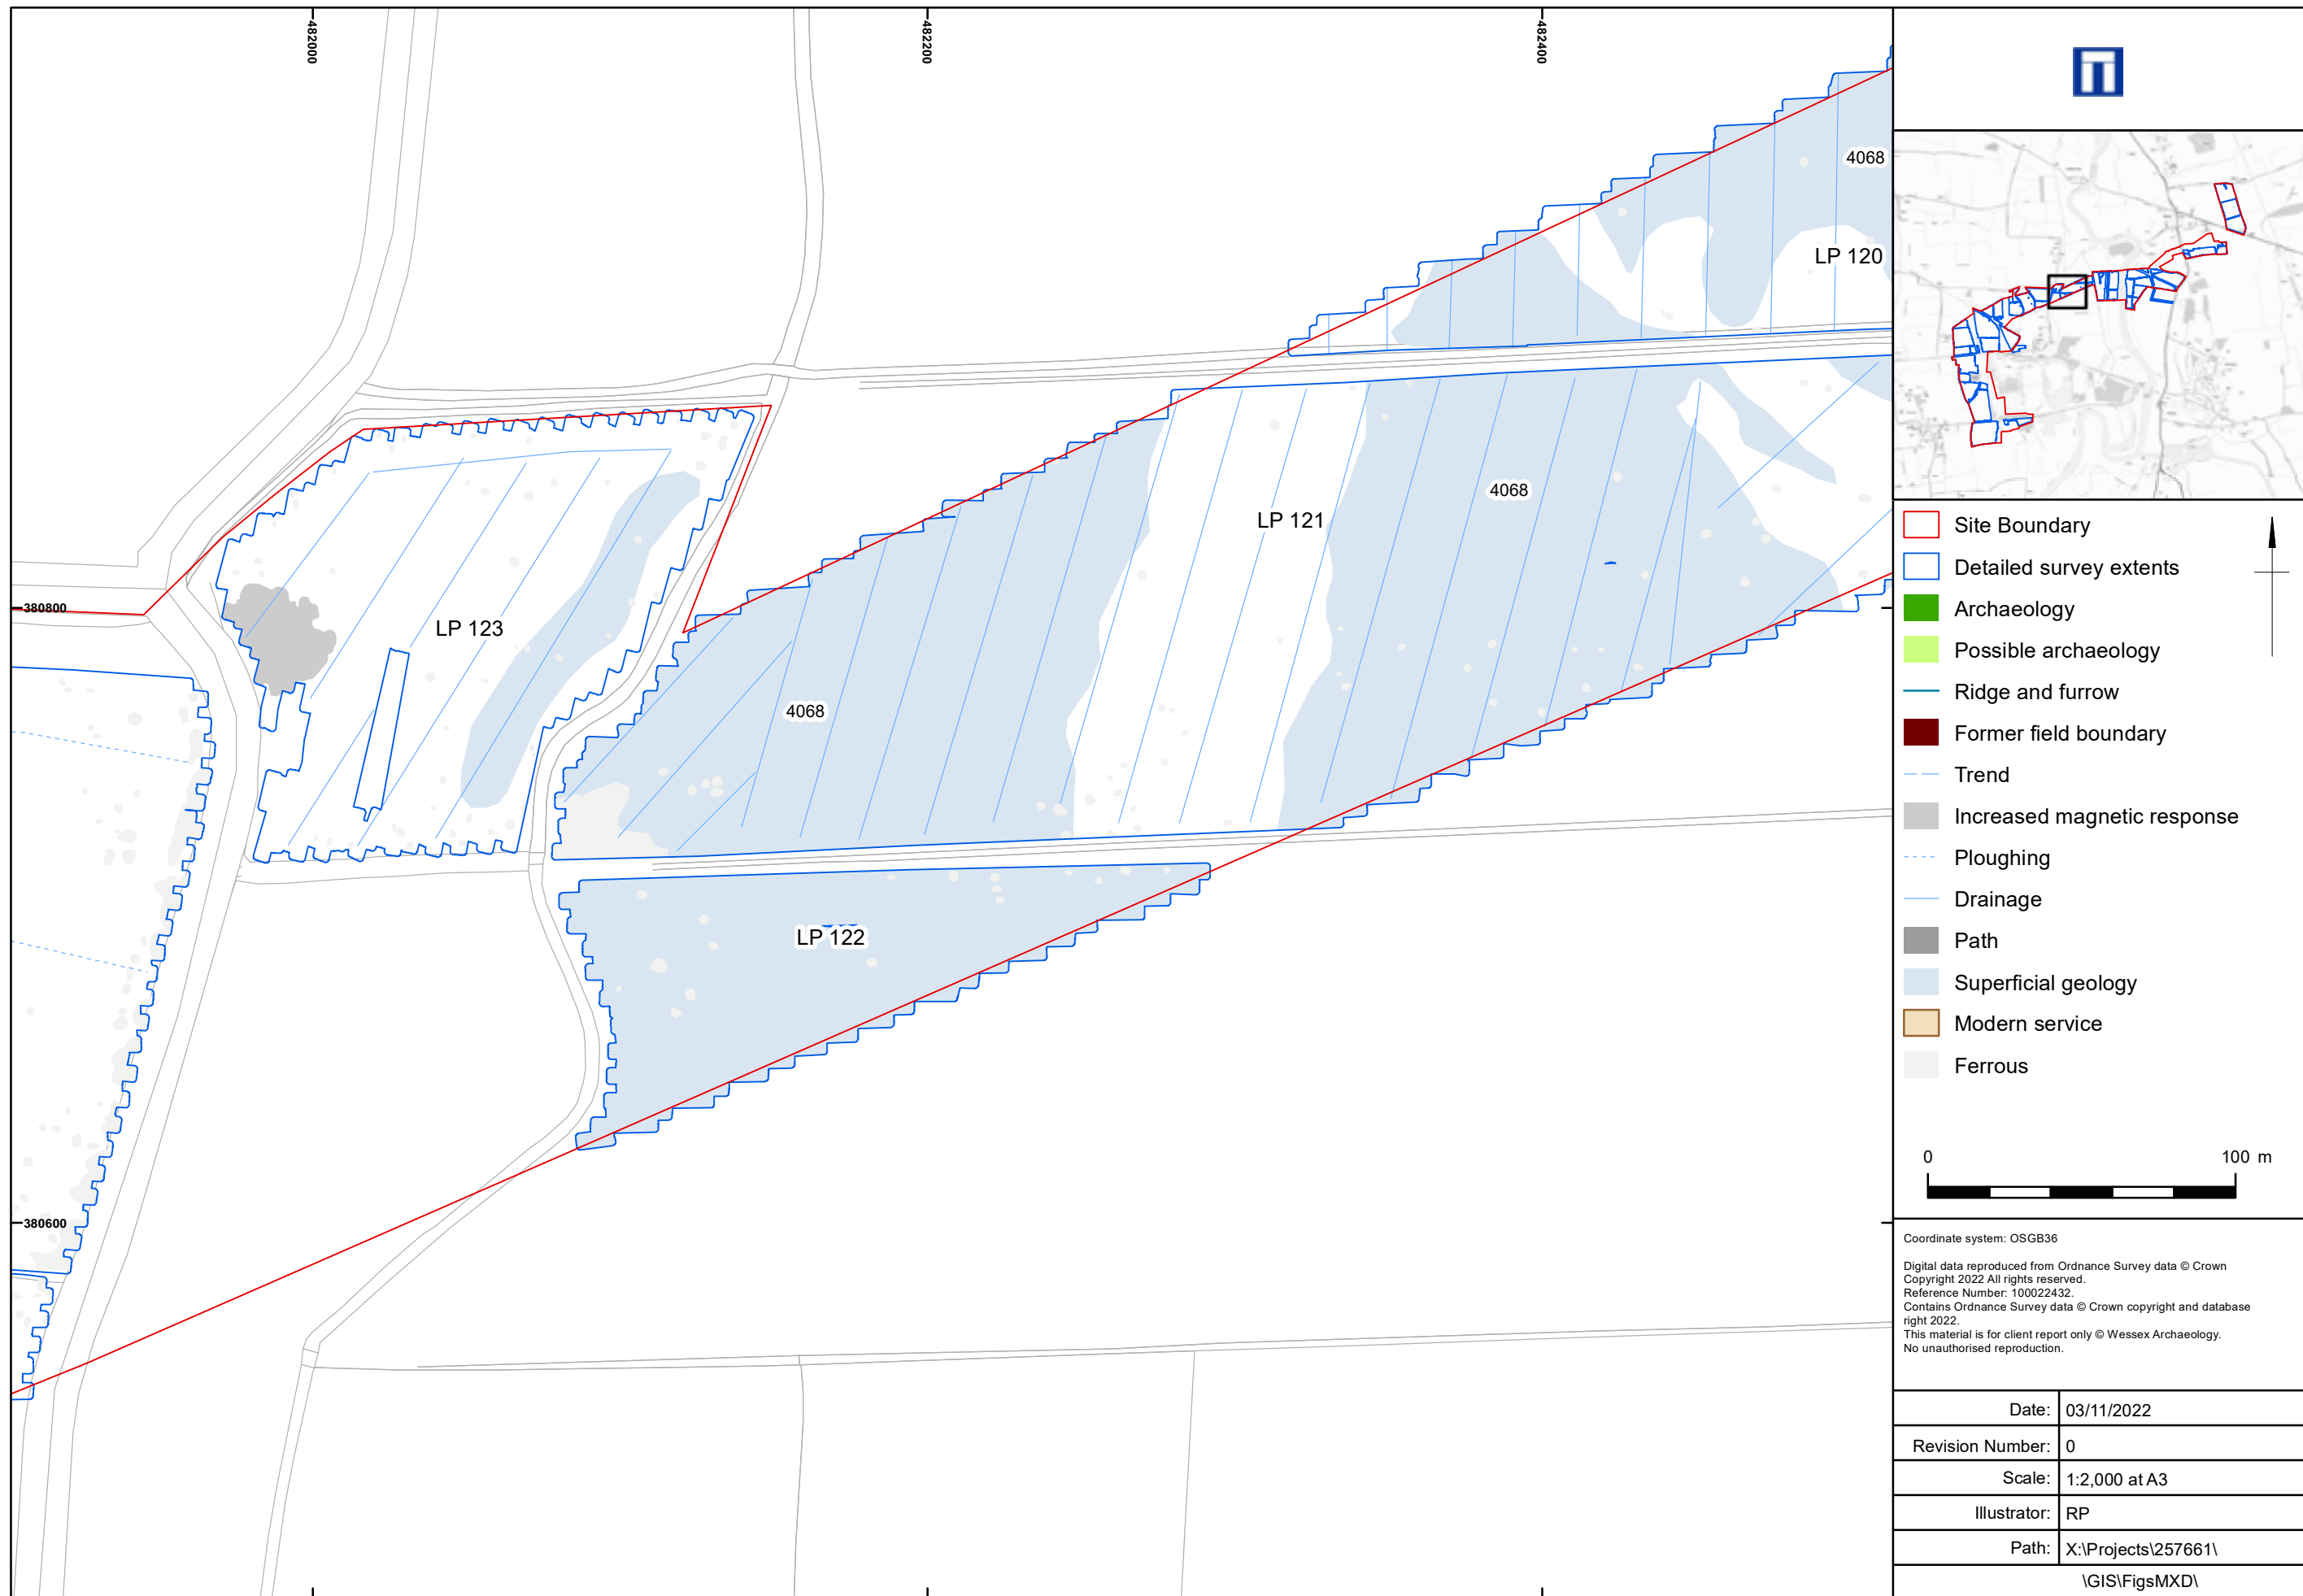 482000
482200
482400
4068
LP 120
LP 121
4068
380800
LP 123
4068
LP 122
380600
Site Boundary
Detailed survey extents
Archaeology
Possible archaeology
Ridge and furrow
Former field boundary
Trend
Increased magnetic response
Ploughing
Drainage
Path
Superficial geology
Modern service
Ferrous
0 100 m
Coordinate system: OSGB36
Digital data reproduced from Ordnance Survey data © Crown
Copyright 2022 All rights reserved.
Reference Number: 100022432.
Contains Ordnance Survey data © Crown copyright and database
right 2022.
This material is for client report only © Wessex Archaeology.
No unauthorised reproduction.
Date: 03/11/2022
Revision Number: 0
Scale: 1:2,000 at A3
Illustrator: RP
Path: X:\Projects\257661\
\GIS\FigsMXD\